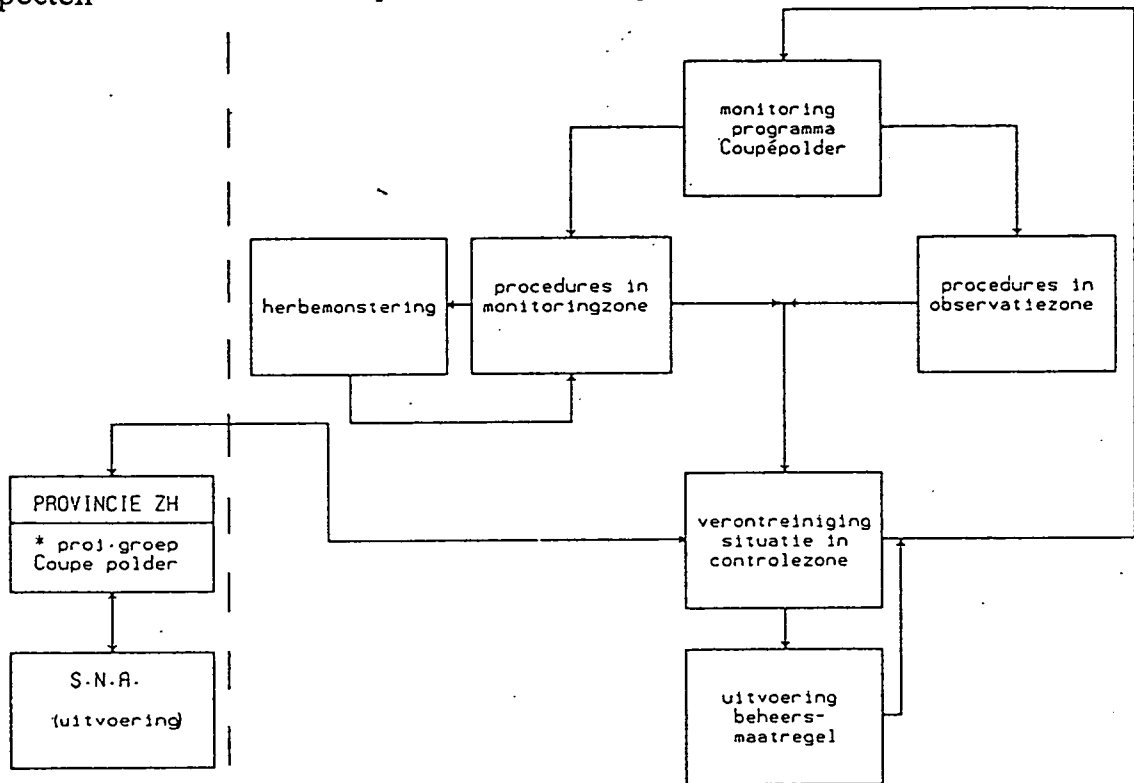 monitoring
programma
Coupépolder
herbemonstering
procedures in
monitoringzone
procedures in
observatiezone
PROVINCIE ZH
* proj.groep
Coupe polder
verontreiniging
situatie in
controlezone
S.N.A.
(uitvoering)
uitvoering
beheers-
maatregel